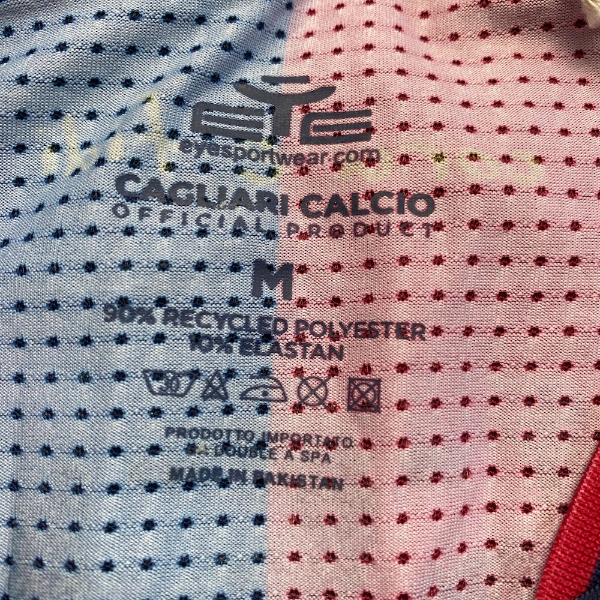 EYE
eyesportwear.com
CAGLIARI CALCIO
OFFICIAL PRODUCT
M
90% RECYCLED POLYESTER
10% ELASTAN
30
PRODOTTO IMPORTATO
DA DOUBLE A SPA
MADE IN PAKISTAN